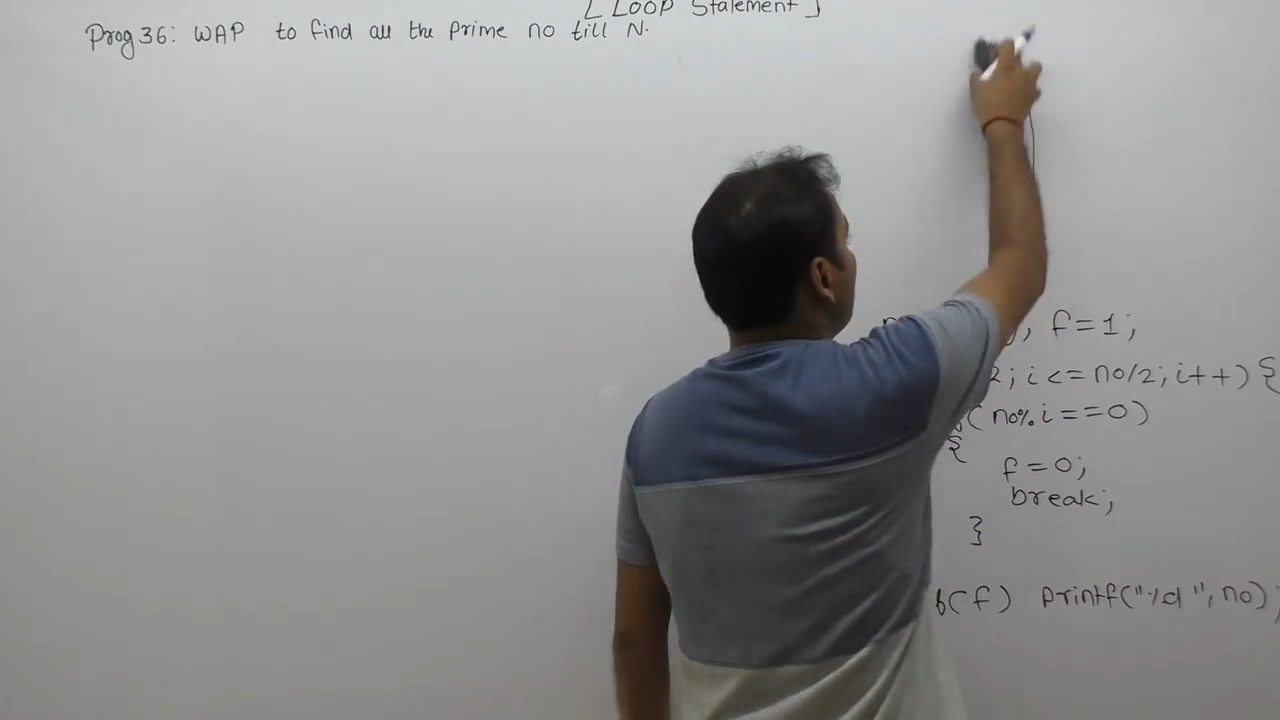 [ Loop Statement ]
Prog 36: WAP to find all the prime no till N.
, f=1;
2; i<=no/2; i++) {
(no%i==0)
{
f=0;
break;
}
(f) printf("%d", no);